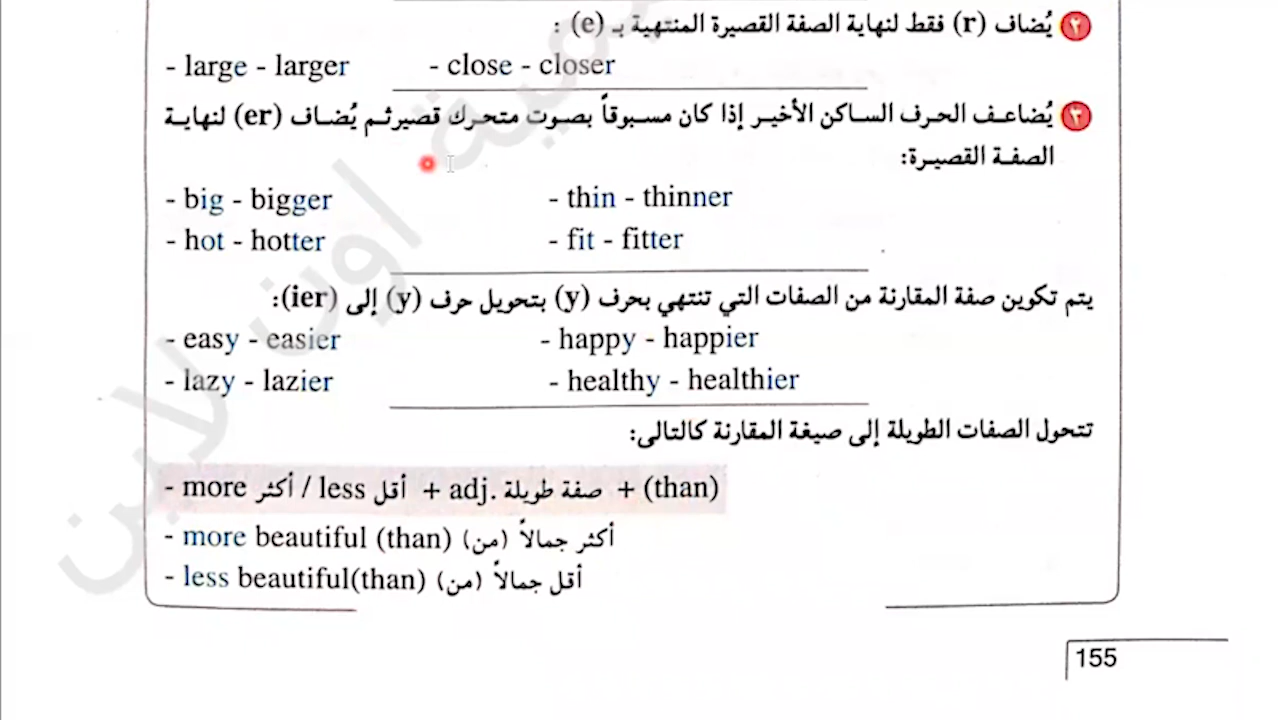 ٢ يُضاف (r) فقط لنهاية الصفة القصيرة المنتهية بـ (e) :
- large - larger - close - closer
٣ يُضاعف الحرف الساكن الأخير إذا كان مسبوقاً بصوت متحرك قصير ثم يُضاف (er) لنهاية
الصفة القصيرة:
- big - bigger - thin - thinner
- hot - hotter - fit - fitter
يتم تكوين صفة المقارنة من الصفات التي تنتهي بحرف (y) بتحويل حرف (y) إلى (ier):
- easy - easier - happy - happier
- lazy - lazier - healthy - healthier
تتحول الصفات الطويلة إلى صيغة المقارنة كالتالى:
- more أكثر / less أقل + adj. صفة طويلة + (than)
- more beautiful (than) أكثر جمالاً (من)
- less beautiful(than) أقل جمالاً (من)
155
اون لاين